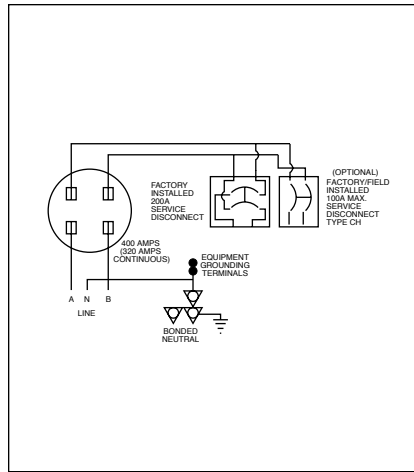 (OPTIONAL)
FACTORY/FIELD
INSTALLED
100A MAX.
SERVICE
DISCONNECT
TYPE CH
FACTORY
INSTALLED
200A
SERVICE
DISCONNECT
400 AMPS
(320 AMPS
CONTINUOUS)
EQUIPMENT
GROUNDING
TERMINALS
A N B
LINE
BONDED
NEUTRAL